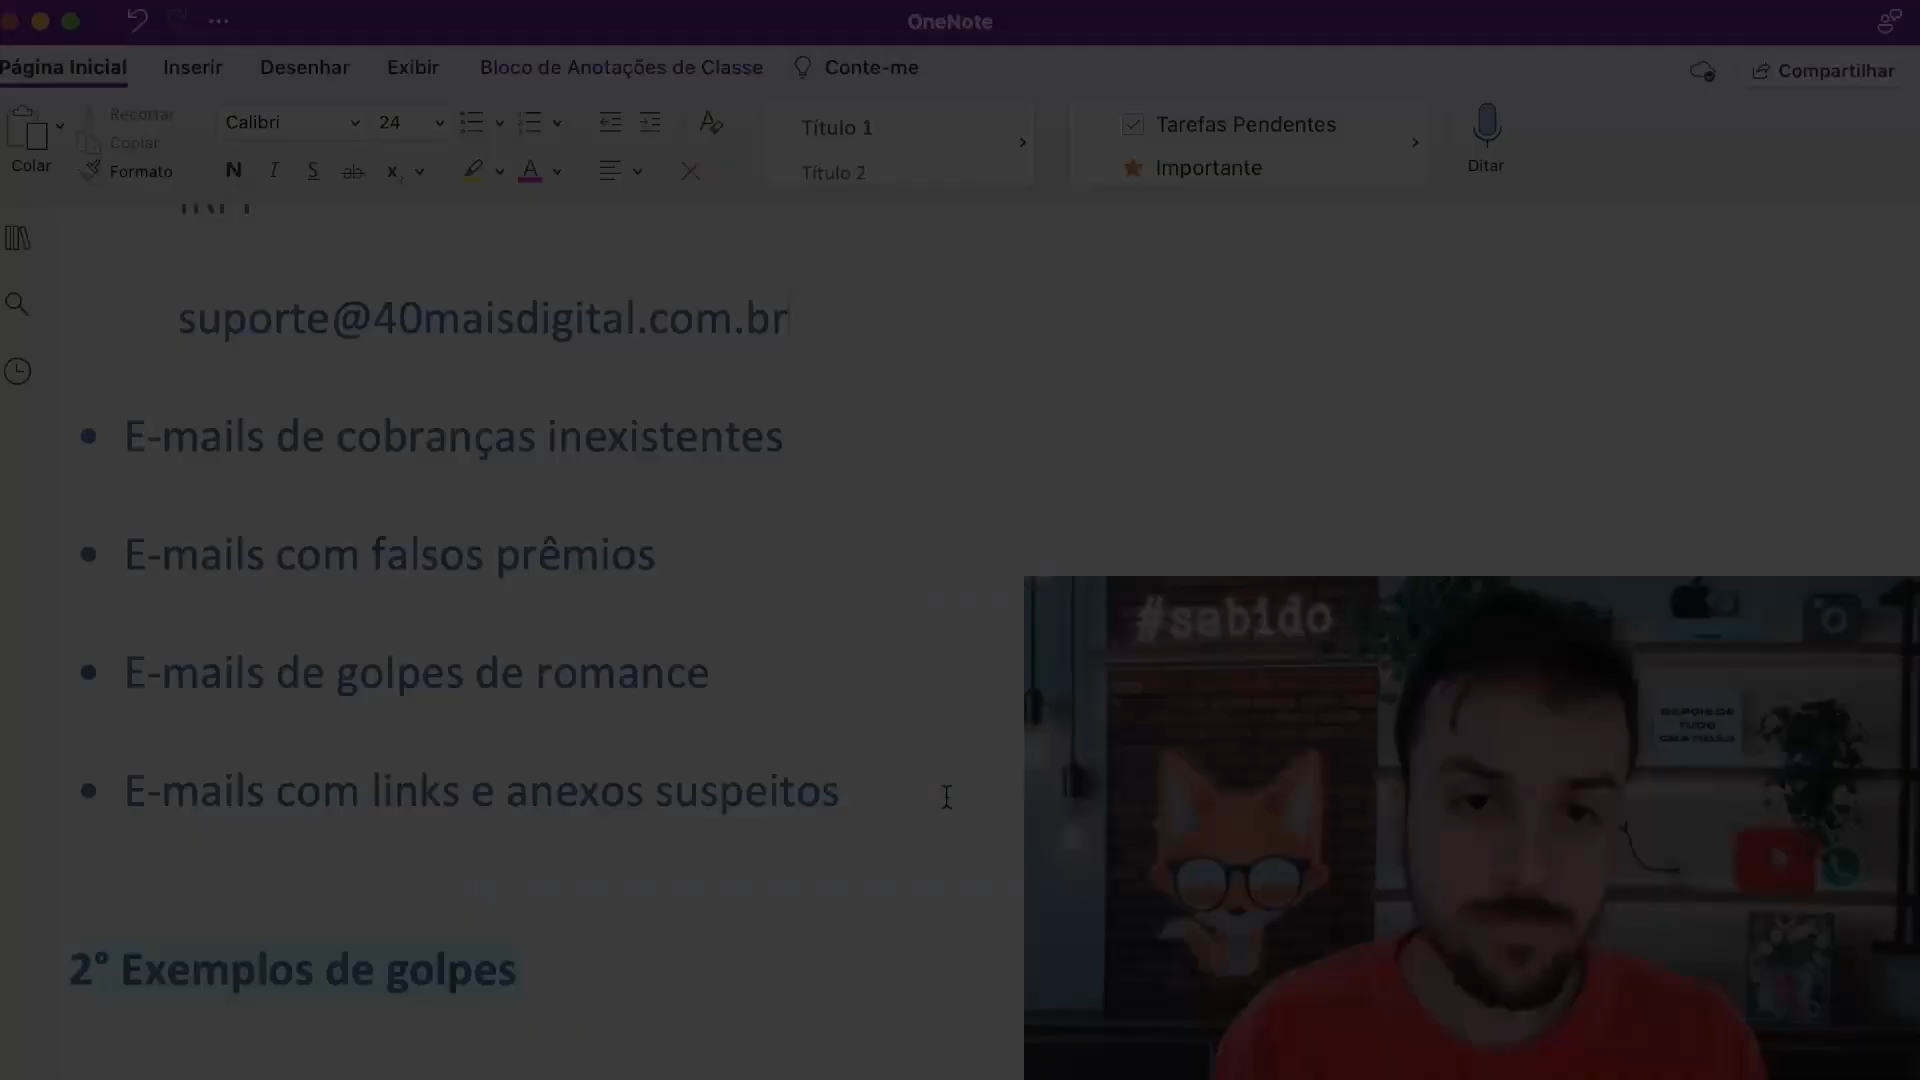 OneNote
Página Inicial
Inserir
Desenhar
Exibir
Bloco de Anotações de Classe
Conte-me
Compartilhar
Colar
Recortar
Copiar
Formato
Calibri
24
N I S ab x
A
Título 1
Título 2
Tarefas Pendentes
Importante
Ditar
suporte@40maisdigital.com.br
• E-mails de cobranças inexistentes
• E-mails com falsos prêmios
• E-mails de golpes de romance
• E-mails com links e anexos suspeitos
2° Exemplos de golpes
#sabido
TUDO